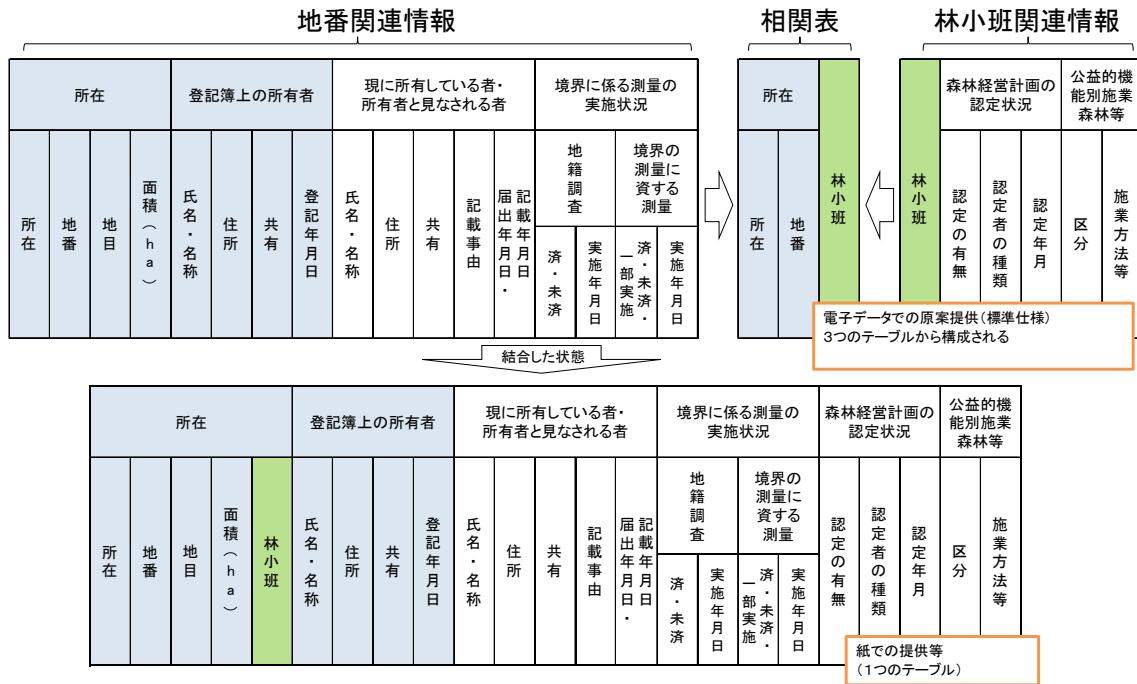 地番関連情報
相関表
林小班関連情報
所在
登記簿上の所有者
現に所有している者・
所有者と見なされる者
境界に係る測量の
実施状況
所在
地番
地目
面積(ha)
氏名・名称
住所
共有
登記年月日
氏名・名称
住所
共有
記載事由
記載年月日
届出年月日・
地籍調査
境界の
測量に
資する
測量
済・未済
実施年月日
済・未済・
一部実施
実施年月日
所在
林小班
所在
地番
林小班
森林経営計画の
認定状況
公益的機
能別施業
森林等
認定の有無
認定者の種類
認定年月
区分
施業方法等
電子データでの原案提供(標準仕様)
3つのテーブルから構成される
結合した状態
所在
登記簿上の所有者
現に所有している者・
所有者と見なされる者
境界に係る測量の
実施状況
森林経営計画の
認定状況
公益的機
能別施業
森林等
所在
地番
地目
面積(ha)
林小班
氏名・名称
住所
共有
登記年月日
氏名・名称
住所
共有
記載事由
記載年月日
届出年月日・
地籍調査
境界の
測量に
資する
測量
済・未済
実施年月日
済・未済・
一部実施
実施年月日
認定の有無
認定者の種類
認定年月
区分
施業方法等
紙での提供等
(1つのテーブル)